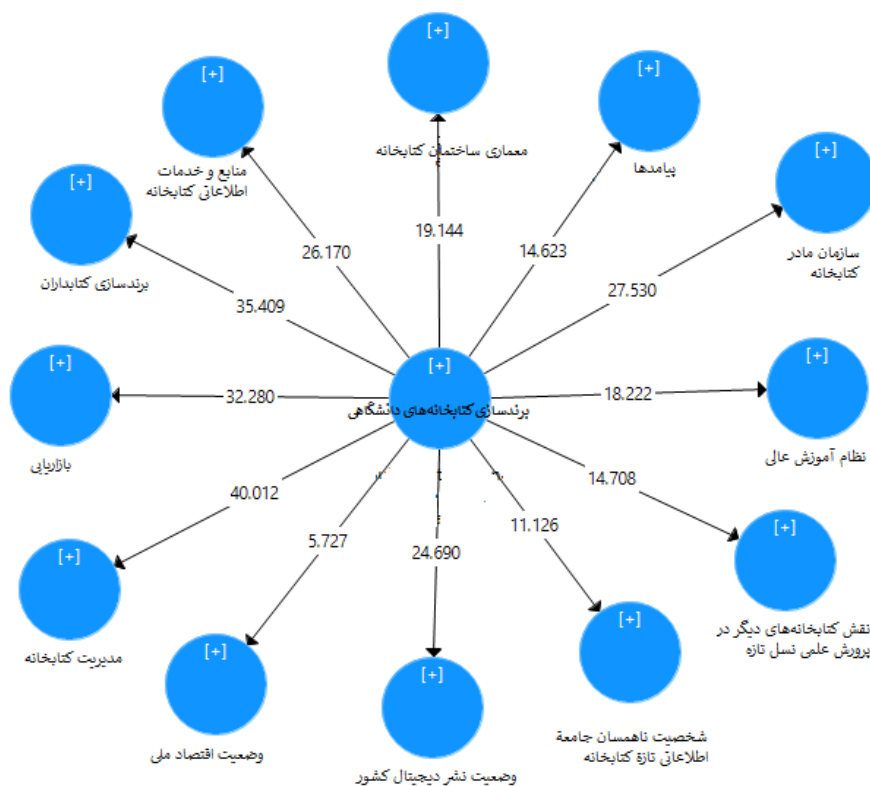 [+]
معماری ساختمان کتابخانه
[+]
پیامدها
[+]
منابع و خدمات
اطلاعاتی کتابخانه
[+]
سازمان مادر
کتابخانه
[+]
برندسازی کتابداران
19.144
14.623
26.170
27.530
35.409
[+]
نظام آموزش عالی
[+]
بازاریابی
[+]
برندسازی کتابخانه‌های دانشگاهی
18.222
32.280
14.708
40.012
11.126
5.727
24.690
[+]
نقش کتابخانه‌های دیگر در
پرورش علمی نسل تازه
[+]
مدیریت کتابخانه
[+]
شخصیت ناهمسان جامعة
اطلاعاتی تازة کتابخانه
[+]
وضعیت اقتصاد ملی
[+]
وضعیت نشر دیجیتال کشور